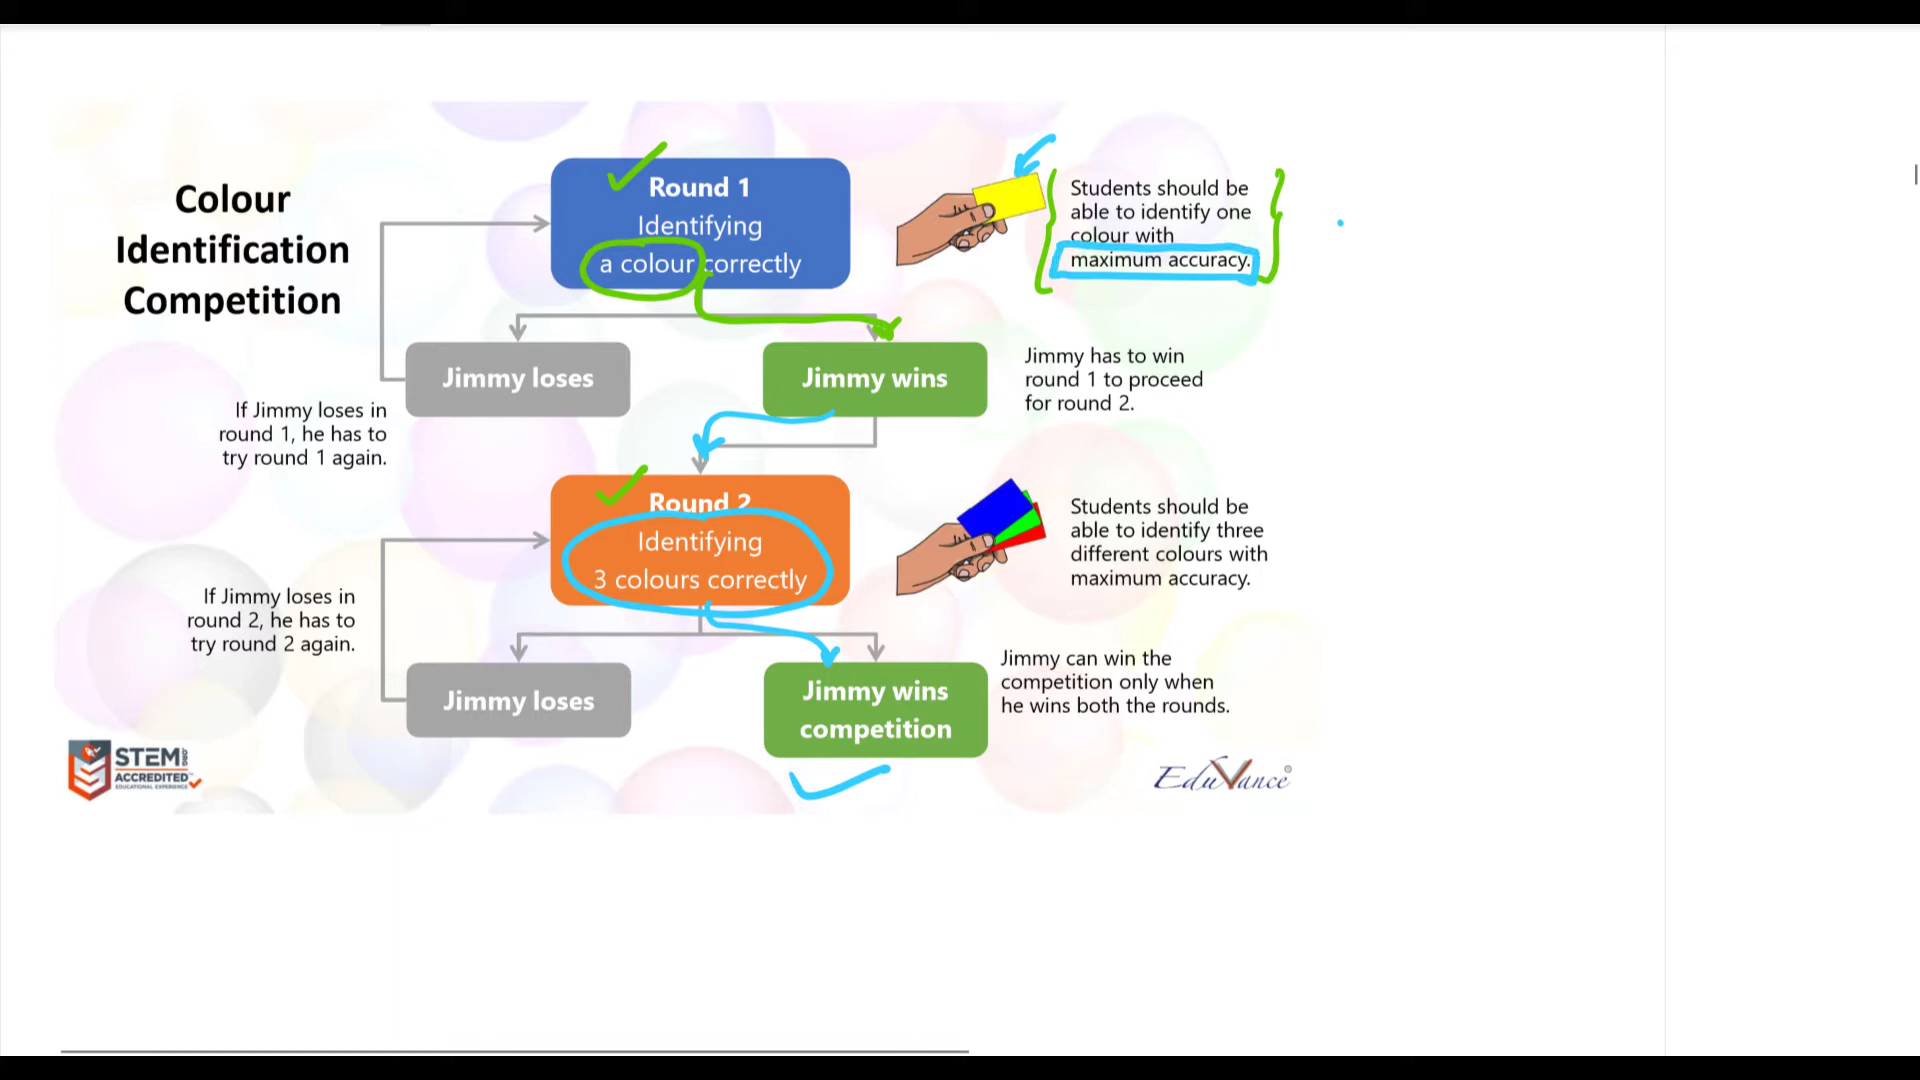 Colour
Identification
Competition
Round 1
Identifying
a colour correctly
Students should be
able to identify one
colour with
maximum accuracy.
Jimmy loses
Jimmy wins
Jimmy has to win
round 1 to proceed
for round 2.
If Jimmy loses in
round 1, he has to
try round 1 again.
Round 2
Identifying
3 colours correctly
Students should be
able to identify three
different colours with
maximum accuracy.
If Jimmy loses in
round 2, he has to
try round 2 again.
Jimmy loses
Jimmy wins
competition
Jimmy can win the
competition only when
he wins both the rounds.
STEM.ORG
ACCREDITED™
EDUCATIONAL EXPERIENCE
EduVance®